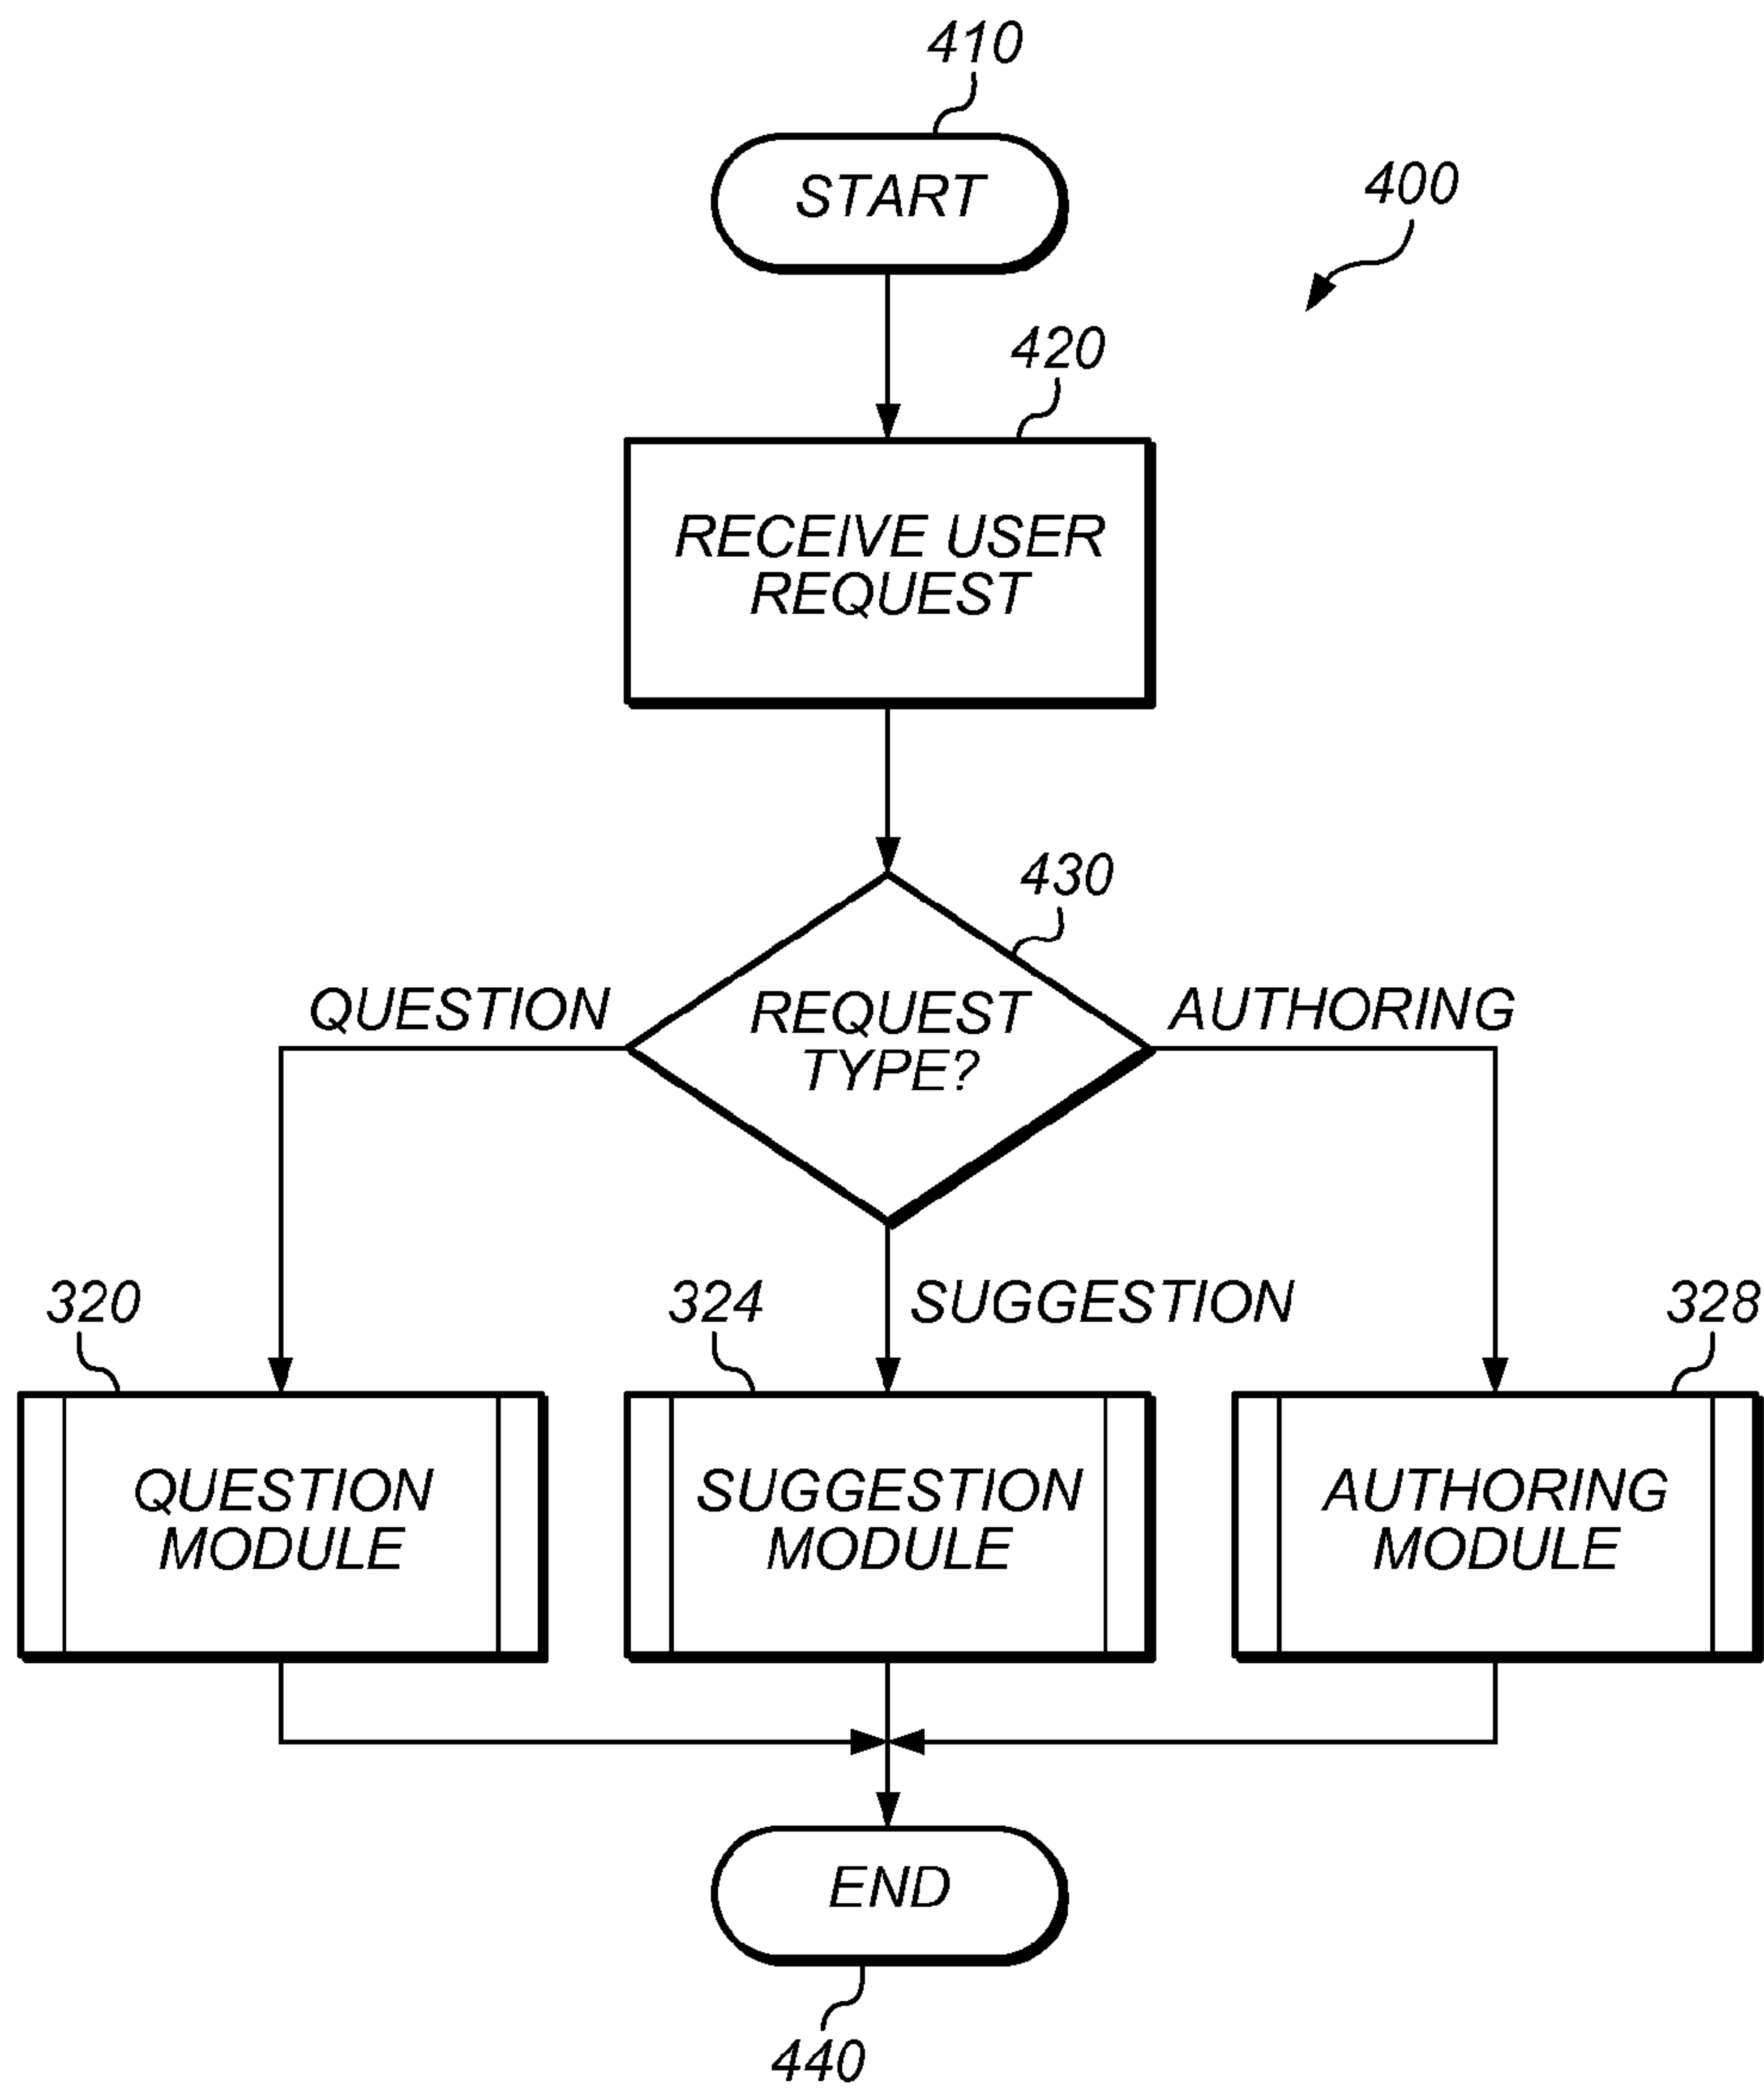 410
START
400
420
RECEIVE USER
REQUEST
430
QUESTION
REQUEST
TYPE?
AUTHORING
320
324
SUGGESTION
328
QUESTION
MODULE
SUGGESTION
MODULE
AUTHORING
MODULE
END
440